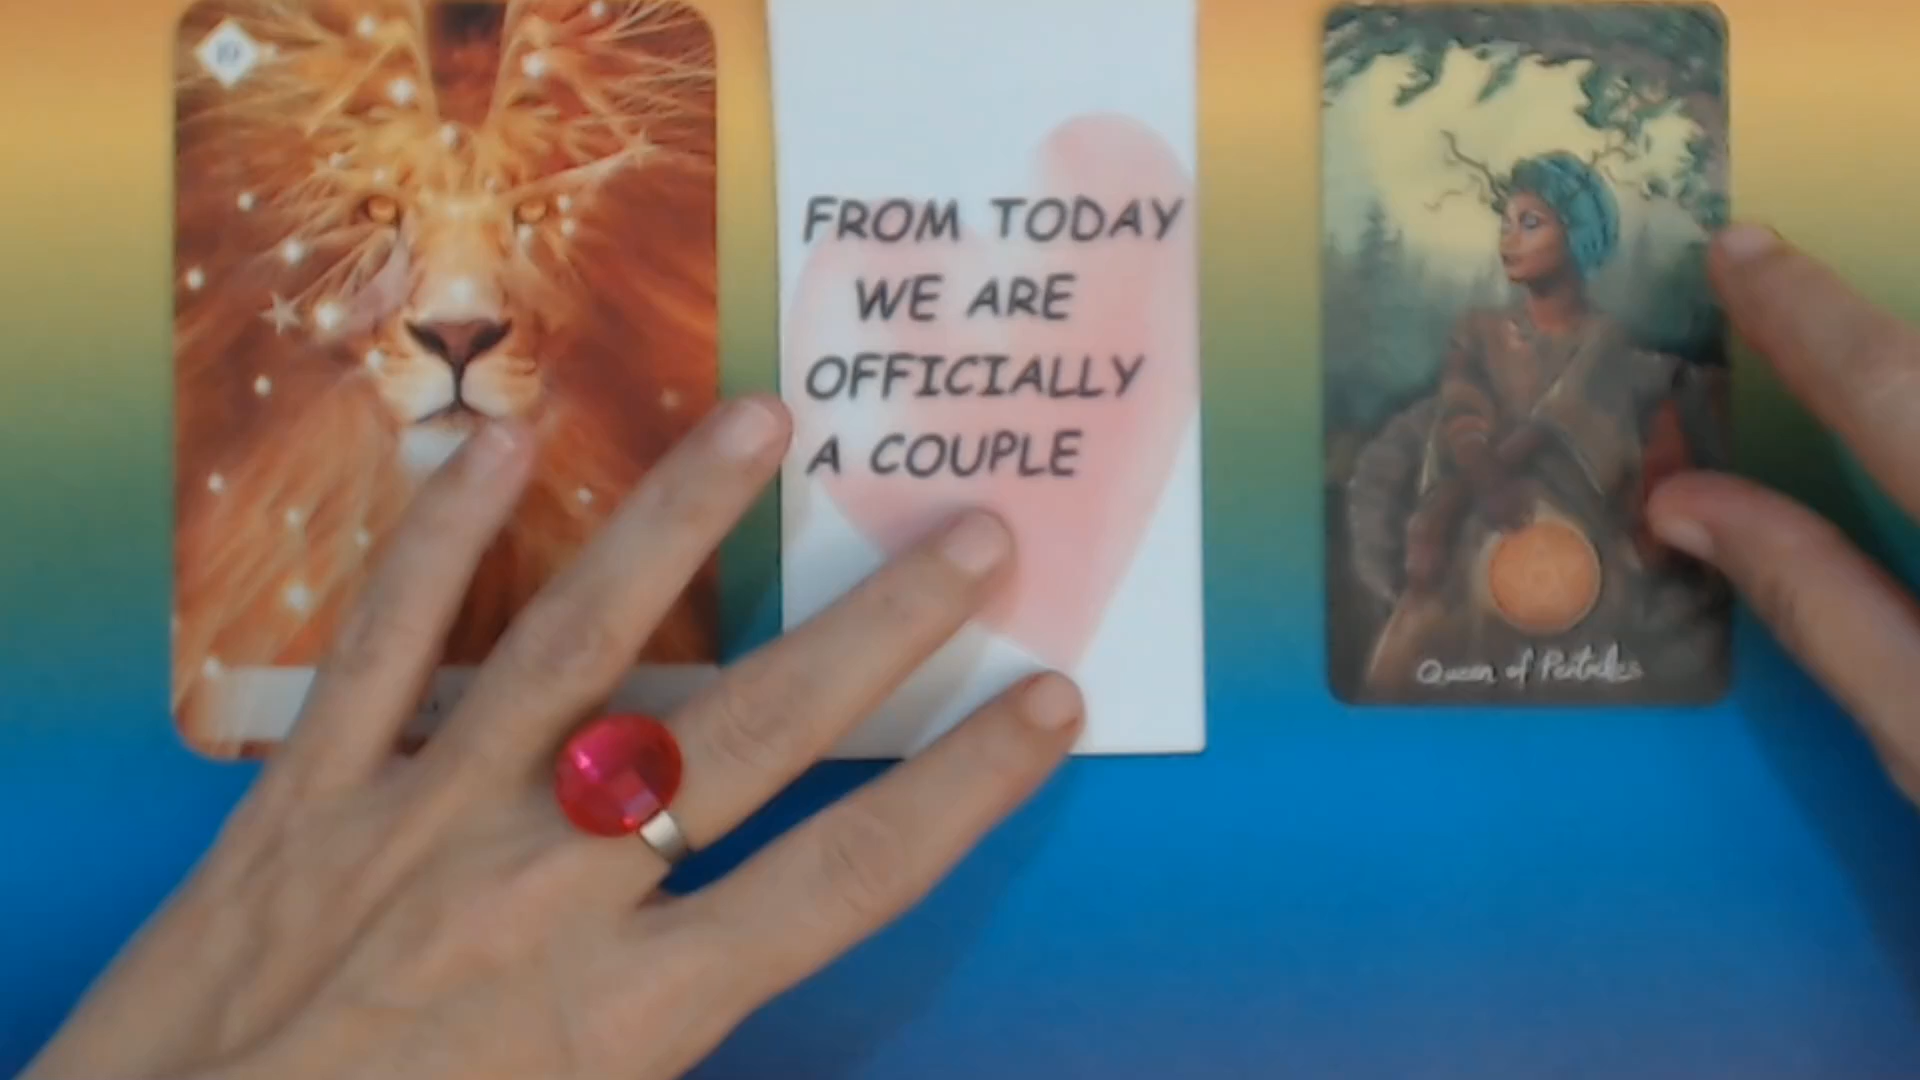 FROM TODAY
WE ARE
OFFICIALLY
A COUPLE
Queen of Pentacles